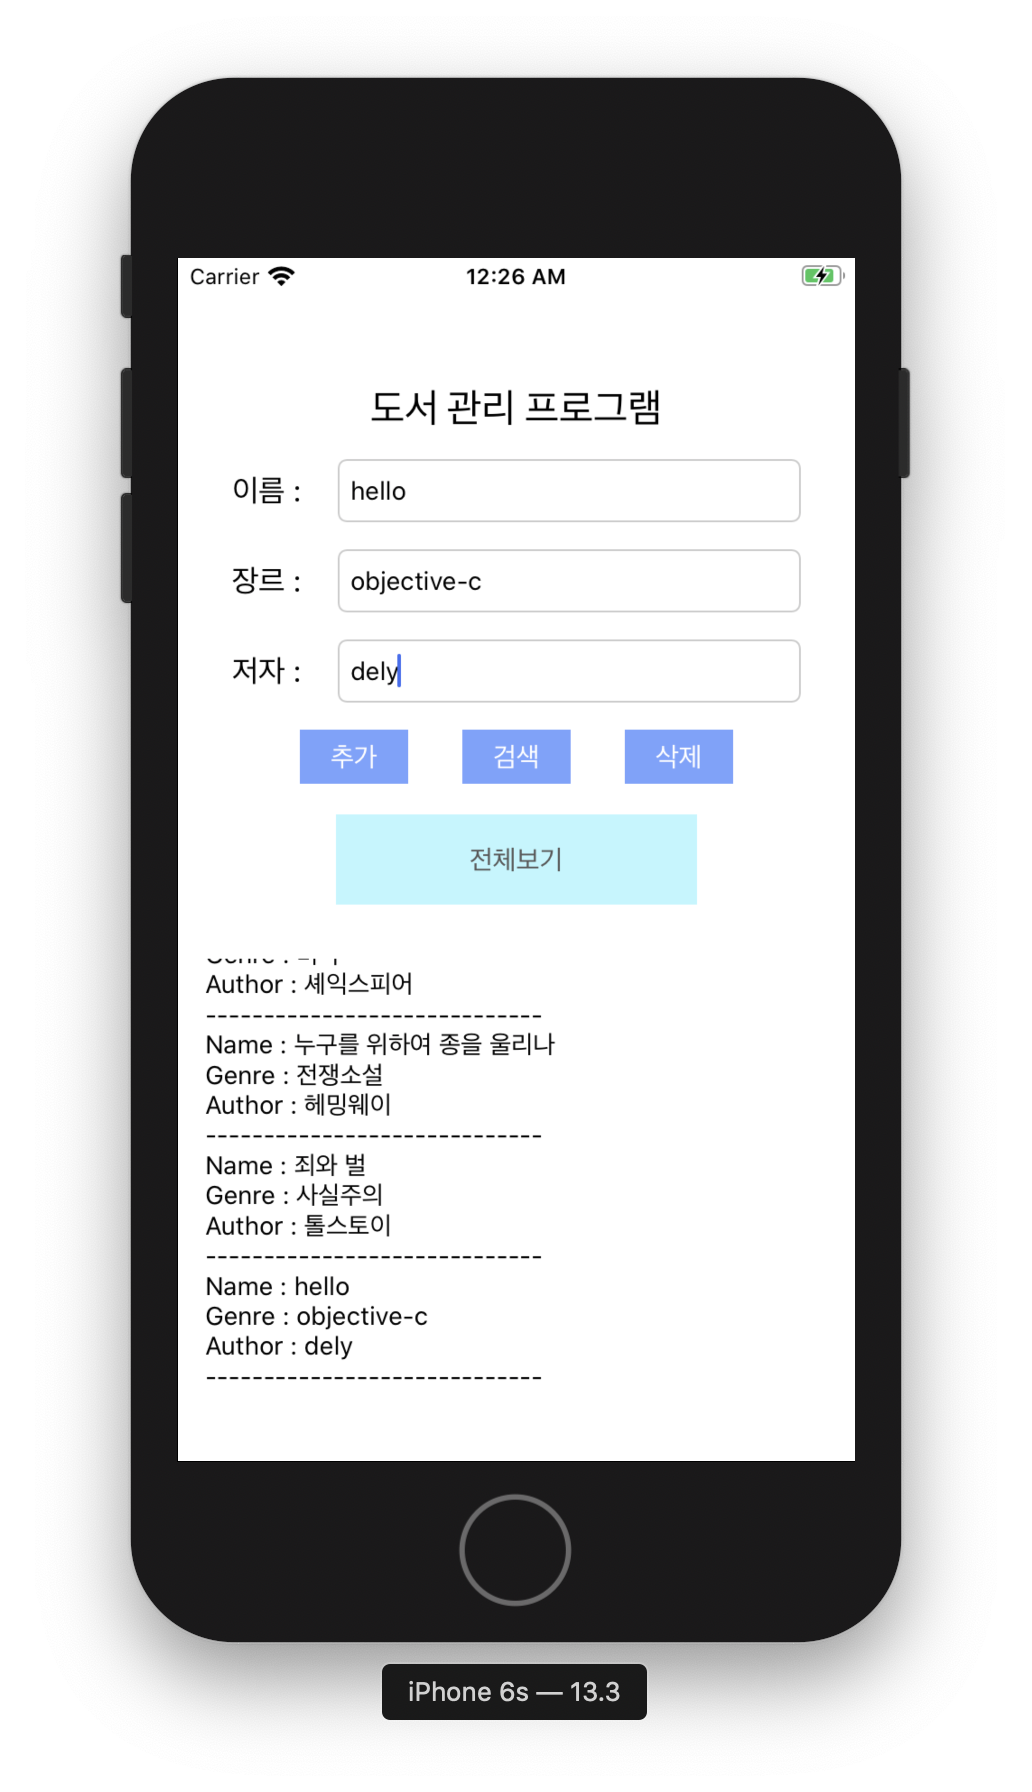 Carrier 12:26 AM
도서 관리 프로그램
이름 : hello
장르 : objective-c
저자 : dely
추가 검색 삭제
전체보기
Genre :
Author : 셰익스피어
-----------------------------
Name : 누구를 위하여 종을 울리나
Genre : 전쟁소설
Author : 헤밍웨이
-----------------------------
Name : 죄와 벌
Genre : 사실주의
Author : 톨스토이
-----------------------------
Name : hello
Genre : objective-c
Author : dely
-----------------------------
iPhone 6s — 13.3